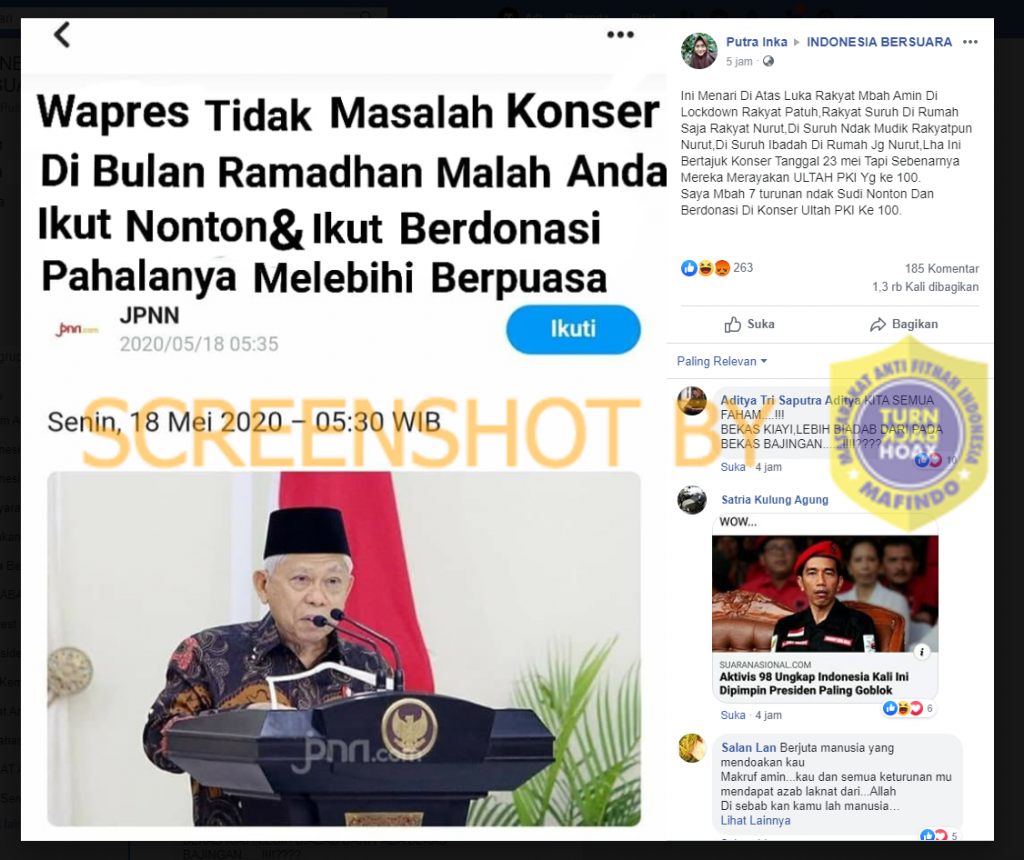 Wapres Tidak Masalah Konser
Di Bulan Ramadhan Malah Anda
Ikut Nonton& Ikut Berdonasi
Pahalanya Melebihi Berpuasa
jpnn.com
JPNN
2020/05/18 05:35
Ikuti
Senin, 18 Mei 2020 – 05:30 WIB
SCREENSHOT BY
jpnn.com
Putra Inka ▸ INDONESIA BERSUARA
5 jam ·
Ini Menari Di Atas Luka Rakyat Mbah Amin Di
Lockdown Rakyat Patuh,Rakyat Suruh Di Rumah
Saja Rakyat Nurut,Di Suruh Ndak Mudik Rakyatpun
Nurut,Di Suruh Ibadah Di Rumah Jg Nurut,Lha Ini
Bertajuk Konser Tanggal 23 mei Tapi Sebenarnya
Mereka Merayakan ULTAH PKI Yg ke 100.
Saya Mbah 7 turunan ndak Sudi Nonton Dan
Berdonasi Di Konser Ultah PKI Ke 100.
263
185 Komentar
1,3 rb Kali dibagikan
Suka
Bagikan
Paling Relevan
MASYARAKAT ANTI FITNAH INDONESIA
TURN
BACK
HOAX
MAFINDO
Aditya Tri Saputra Aditya KITA SEMUA
FAHAM....!!!
BEKAS KIAYI,LEBIH BIADAB DARI PADA
BEKAS BAJINGAN......!!!!????
10
Suka · 4 jam
Satria Kulung Agung
WOW...
SUARANASIONAL.COM
Aktivis 98 Ungkap Indonesia Kali Ini
Dipimpin Presiden Paling Goblok
6
Suka · 4 jam
Salan Lan Berjuta manusia yang
mendoakan kau
Makruf amin...kau dan semua keturunan mu
mendapat azab laknat dari...Allah
Di sebab kan kamu lah manusia…
Lihat Lainnya
5